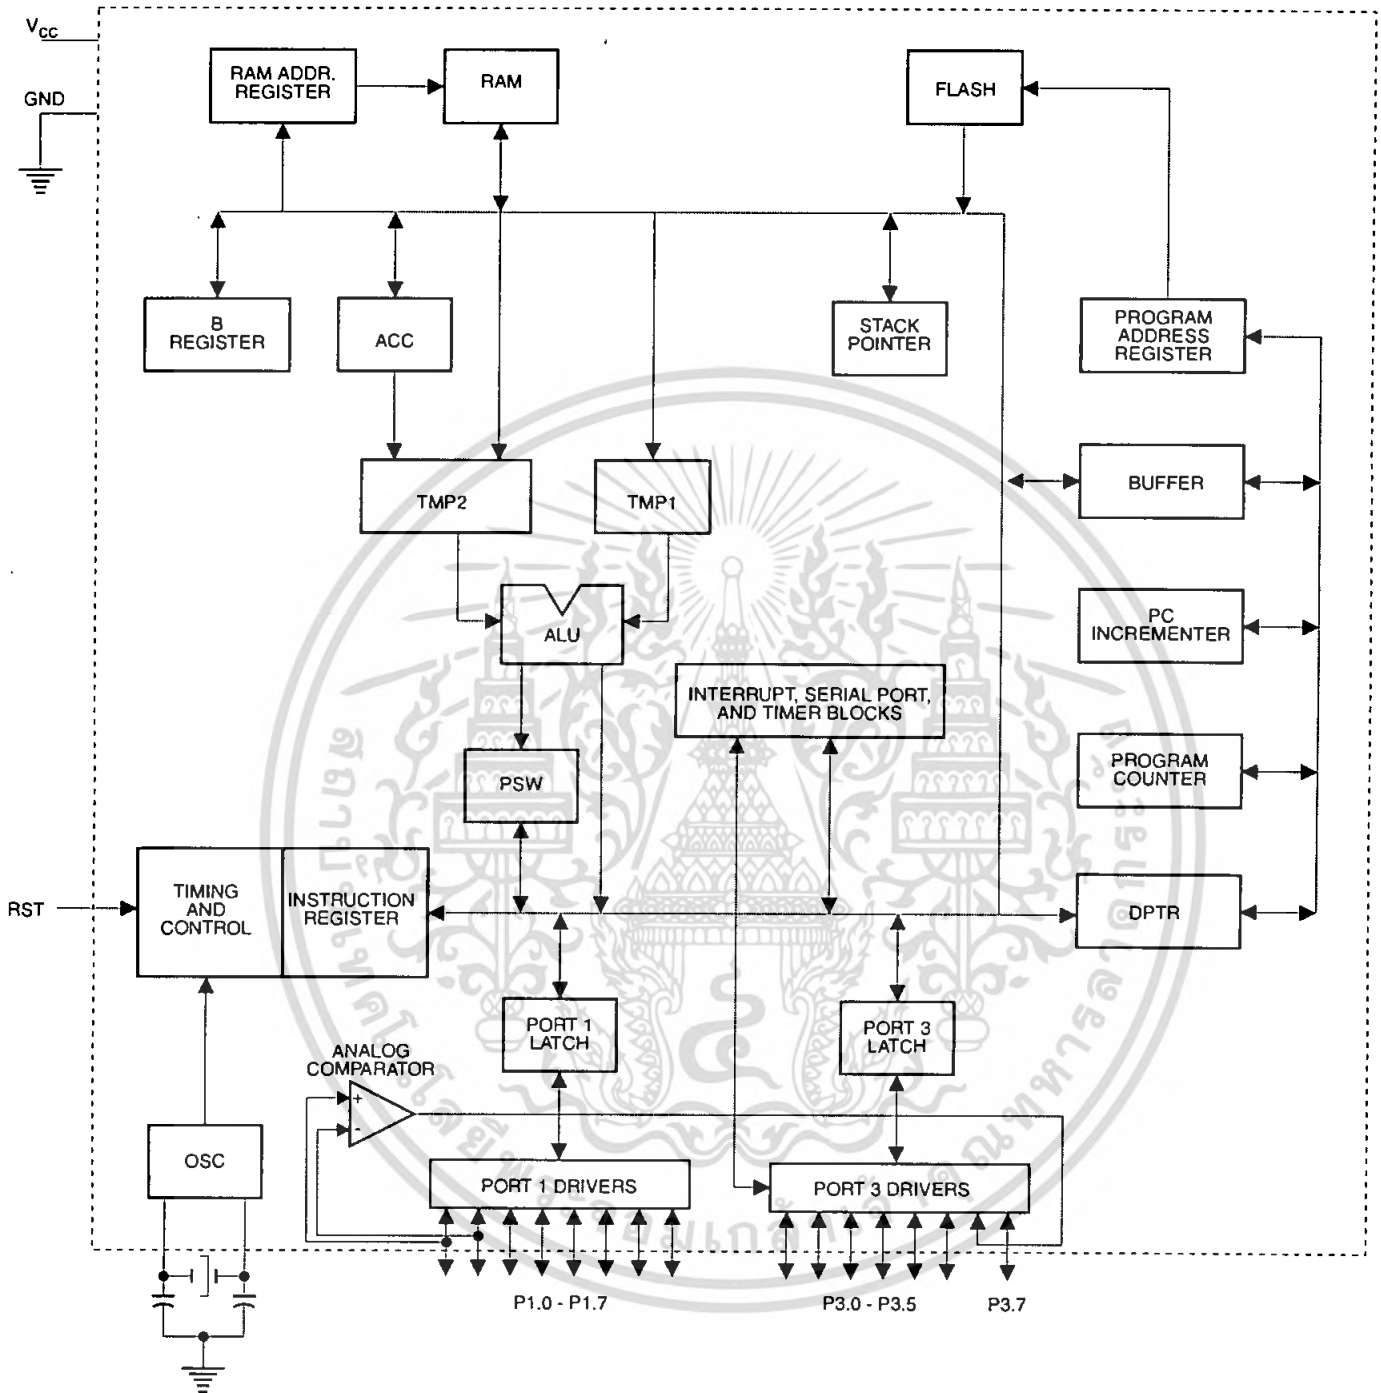 VCC
GND
RAM ADDR.
REGISTER
RAM
FLASH
B
REGISTER
ACC
STACK
POINTER
PROGRAM
ADDRESS
REGISTER
TMP2
TMP1
BUFFER
ALU
PC
INCREMENTER
INTERRUPT, SERIAL PORT,
AND TIMER BLOCKS
PSW
PROGRAM
COUNTER
RST
TIMING
AND
CONTROL
INSTRUCTION
REGISTER
DPTR
PORT 1
LATCH
PORT 3
LATCH
ANALOG
COMPARATOR
+
-
OSC
PORT 1 DRIVERS
PORT 3 DRIVERS
P1.0 - P1.7
P3.0 - P3.5
P3.7